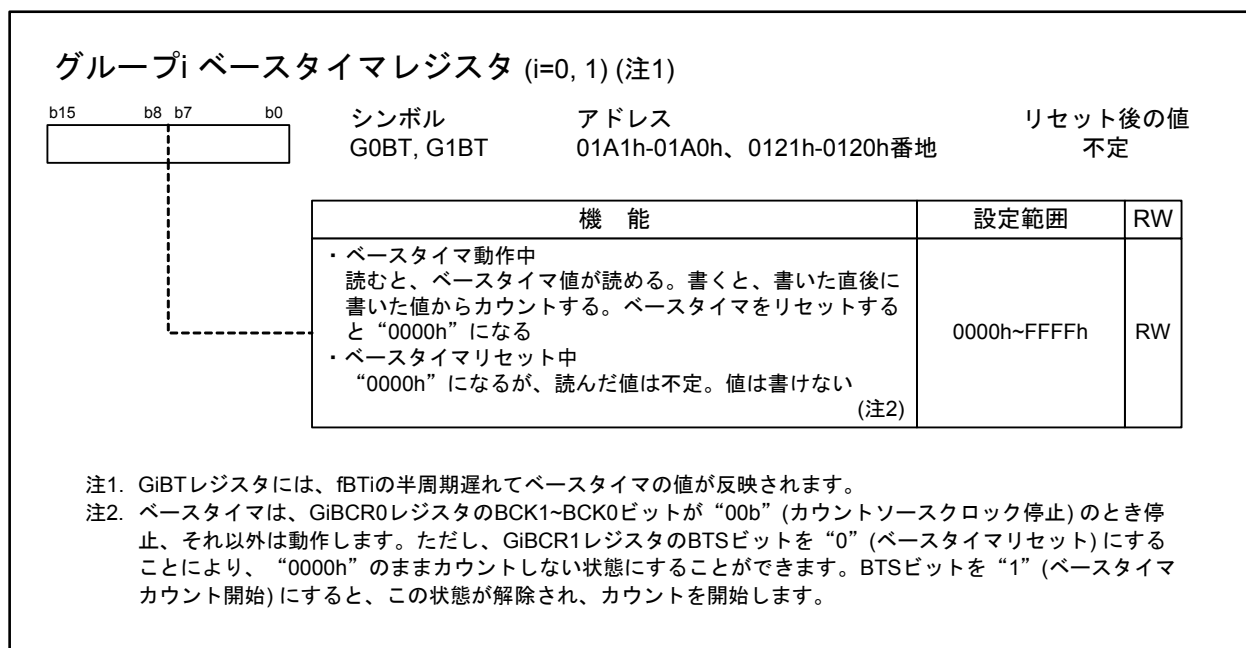 グループi ベースタイマレジスタ (i=0, 1) (注1)
b15 b8 b7 b0
シンボル アドレス リセット後の値
G0BT, G1BT 01A1h-01A0h、0121h-0120h番地 不定
機　能 設定範囲 RW
・ベースタイマ動作中
読むと、ベースタイマ値が読める。書くと、書いた直後に
書いた値からカウントする。ベースタイマをリセットする
と“0000h”になる
・ベースタイマリセット中
“0000h”になるが、読んだ値は不定。値は書けない
(注2)
0000h~FFFFh RW
注1. GiBTレジスタには、fBTiの半周期遅れてベースタイマの値が反映されます。
注2. ベースタイマは、GiBCR0レジスタのBCK1~BCK0ビットが“00b”(カウントソースクロック停止) のとき停
止、それ以外は動作します。ただし、GiBCR1レジスタのBTSビットを“0”(ベースタイマリセット) にする
ことにより、“0000h”のままカウントしない状態にすることができます。BTSビットを“1”(ベースタイマ
カウント開始) にすると、この状態が解除され、カウントを開始します。